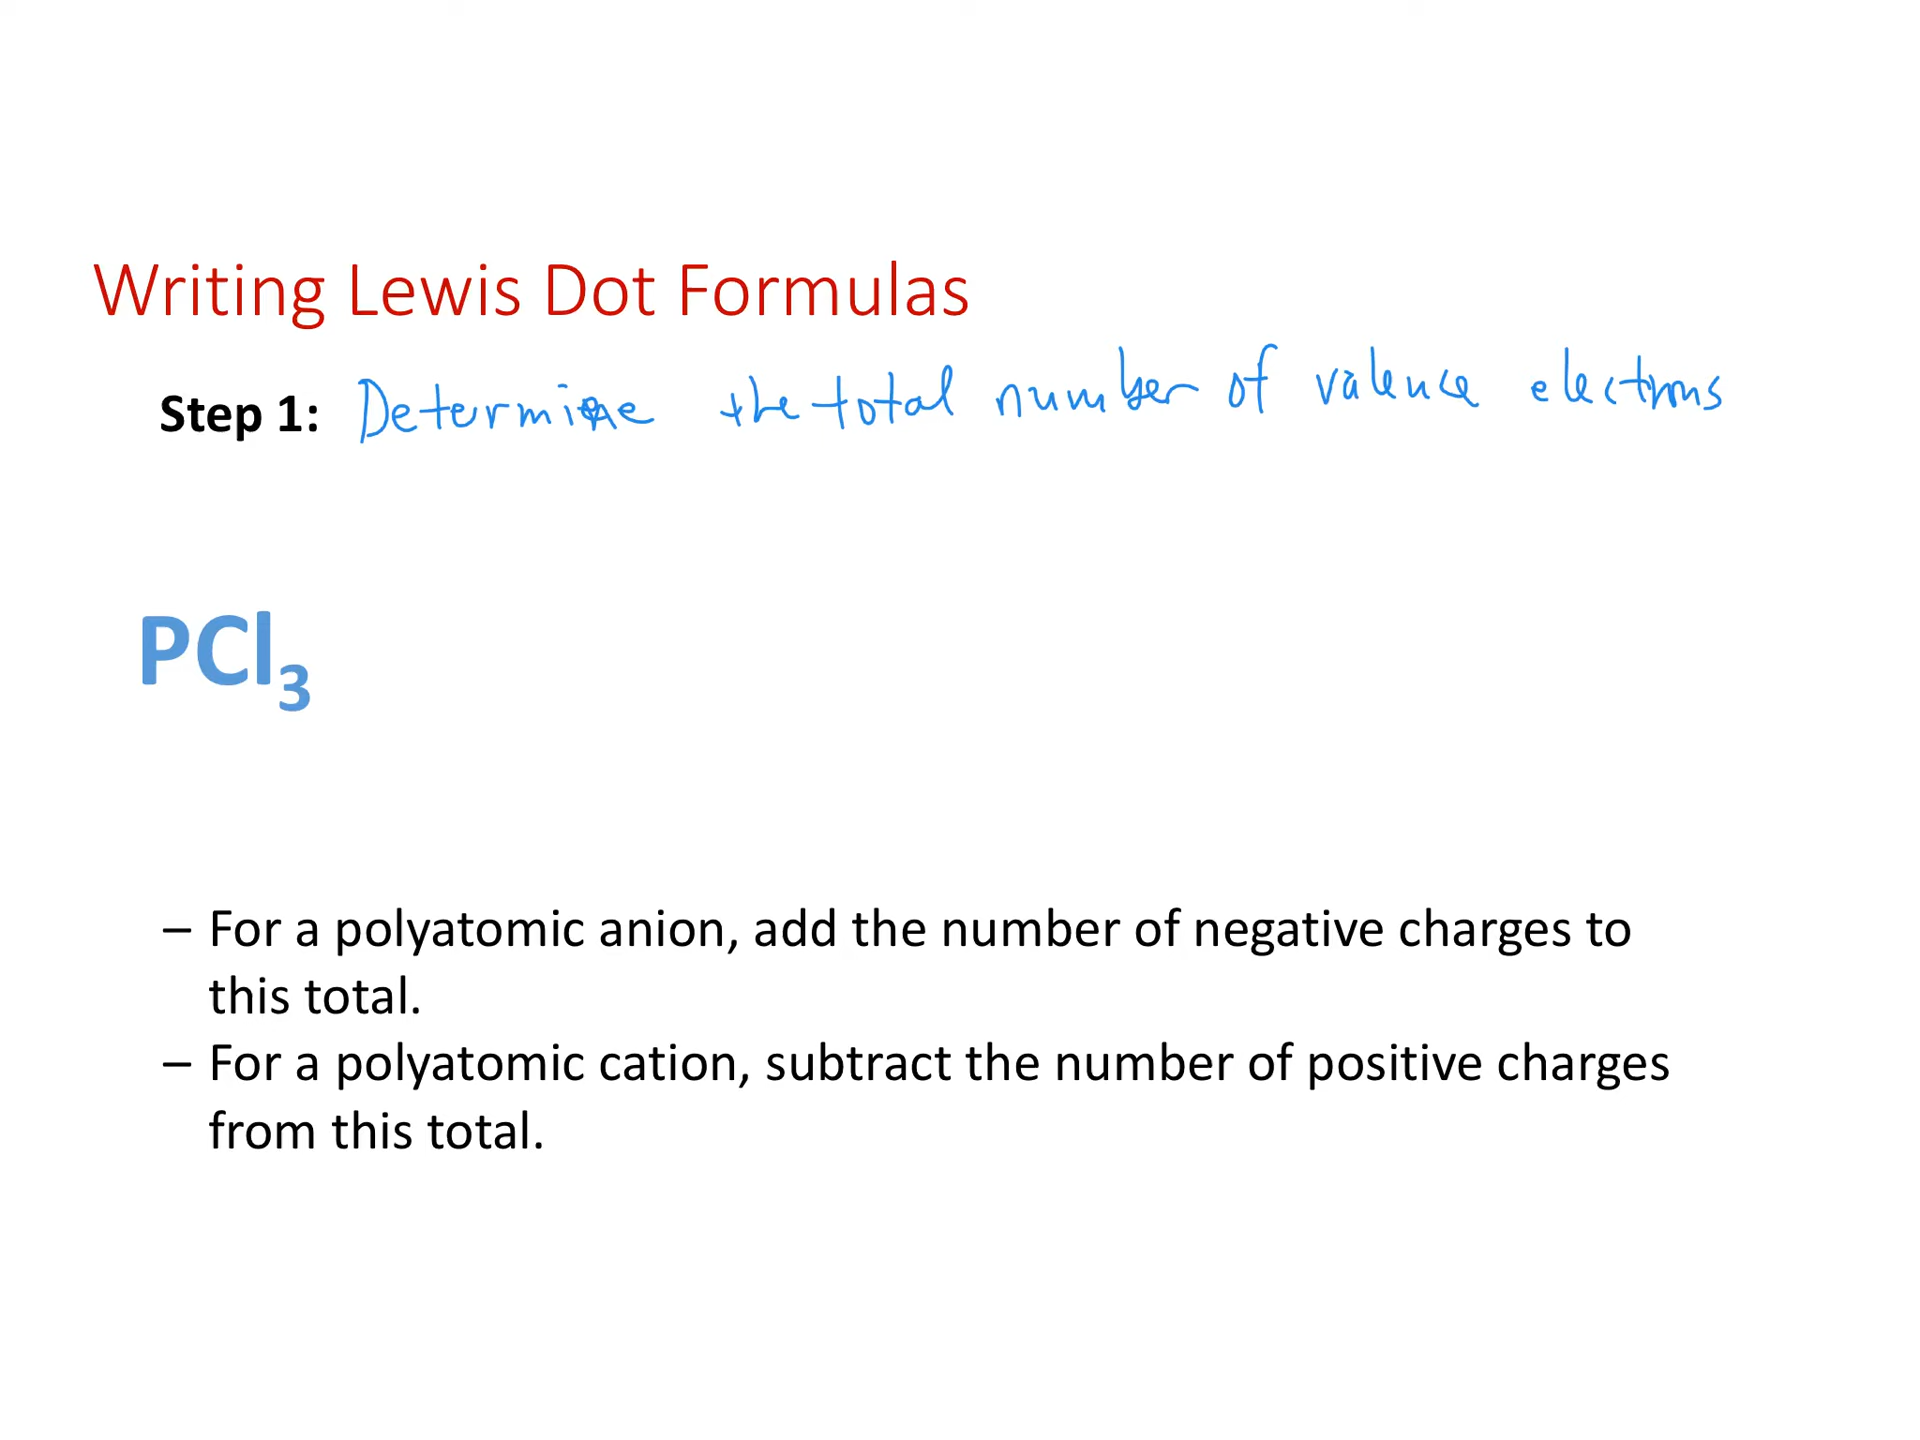 Writing Lewis Dot Formulas
Step 1: Determine the total number of valence electrons
PCl₃
– For a polyatomic anion, add the number of negative charges to
this total.
– For a polyatomic cation, subtract the number of positive charges
from this total.